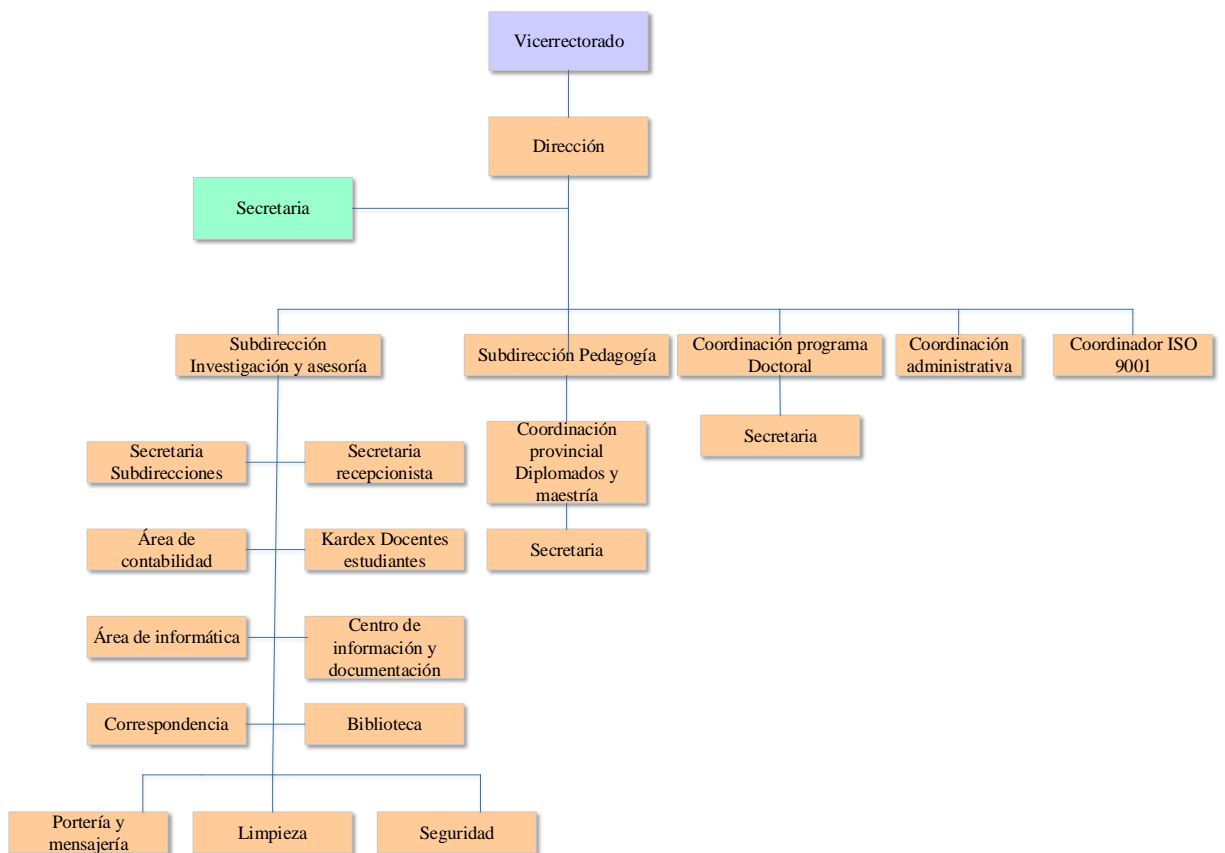 Vicerrectorado
Dirección
Secretaria
Subdirección
Investigación y asesoría
Subdirección Pedagogía
Coordinación programa
Doctoral
Coordinación
administrativa
Coordinador ISO
9001
Secretaria
Coordinación
provincial
Diplomados y
maestría
Secretaria
Secretaria
Subdirecciones
Secretaria
recepcionista
Área de
contabilidad
Kardex Docentes
estudiantes
Área de informática
Centro de
información y
documentación
Correspondencia
Biblioteca
Portería y
mensajería
Limpieza
Seguridad